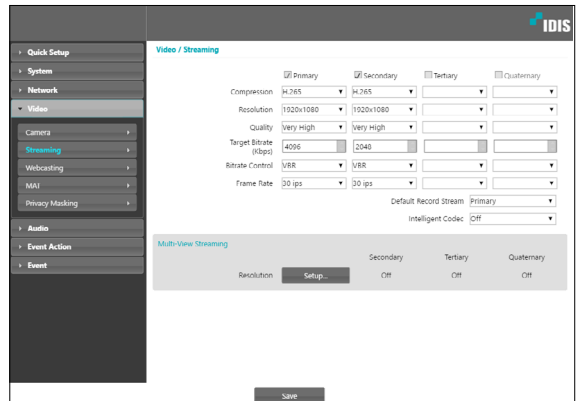 IDIS
Quick Setup
System
Network
Video
Camera
Streaming
Webcasting
MAT
Privacy Masking
Audio
Event Action
Event
Video / Streaming
Primary Secondary Tertiary Quaternary
Compression H.265 H.265
Resolution 1920x1080 1920x1080
Quality Very High Very High
Target Bitrate
(Kbps) 4096 2048
Bitrate Control VBR VBR
Frame Rate 30 ips 30 ips
Default Record Stream Primary
Intelligent Codec Off
Multi-View Streaming
Secondary Tertiary Quaternary
Resolution Setup... Off Off Off
Save